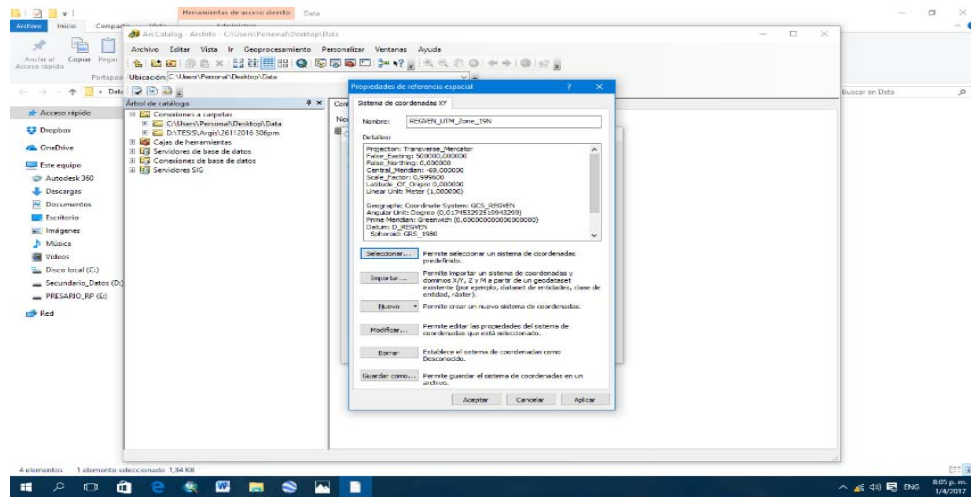 Herramientas de acceso directo
Data
Archivo Inicio
Anclar al Acceso rápido
Copiar
Pegar
ArcCatalog - ArcInfo - C:\Users\Personal\Desktop\Data
Archivo Editar Vista Ir Geoprocesamiento Personalizar Ventanas Ayuda
Ubicación: C:\Users\Personal\Desktop\Data
Buscar en Data
Árbol de catálogo
Conexiones a carpetas
C:\Users\Personal\Desktop\Data
D:\TESIS\Argis\26112016 306pm
Cajas de herramientas
Servidores de base de datos
Conexiones de base de datos
Servidores SIG
Acceso rápido
Dropbox
OneDrive
Este equipo
Autodesk 360
Descargas
Documentos
Escritorio
Imágenes
Música
Vídeos
Disco local (C:)
Secundario_Datos (D:)
PRESARIO_RP (E:)
Red
Propiedades de referencia espacial
Sistema de coordenadas XY
Nombre: REGVEN_UTM_Zone_19N
Detalles:
Projection: Transverse_Mercator
False_Easting: 500000,000000
False_Northing: 0,000000
Central_Meridian: -69,000000
Scale_Factor: 0,999600
Latitude_Of_Origin: 0,000000
Linear Unit: Meter (1,000000)
Geographic Coordinate System: GCS_REGVEN
Angular Unit: Degree (0,017453292519943299)
Prime Meridian: Greenwich (0,000000000000000000)
Datum: D_REGVEN
Spheroid: GRS_1980
Seleccionar... Permite seleccionar un sistema de coordenadas
predefinido.
Importar... Permite importar un sistema de coordenadas y
dominios X/Y, Z y M a partir de un geodataset
existente (por ejemplo, dataset de entidades, clase de
entidad, ráster).
Nuevo Permite crear un nuevo sistema de coordenadas.
Modificar... Permite editar las propiedades del sistema de
coordenadas que está seleccionado.
Borrar Establece el sistema de coordenadas como
Desconocido.
Guardar como... Permite guardar el sistema de coordenadas en un
archivo.
Aceptar Cancelar Aplicar
4 elementos 1 elemento seleccionado 1,84 KB
ENG
8:05 p. m.
1/4/2017